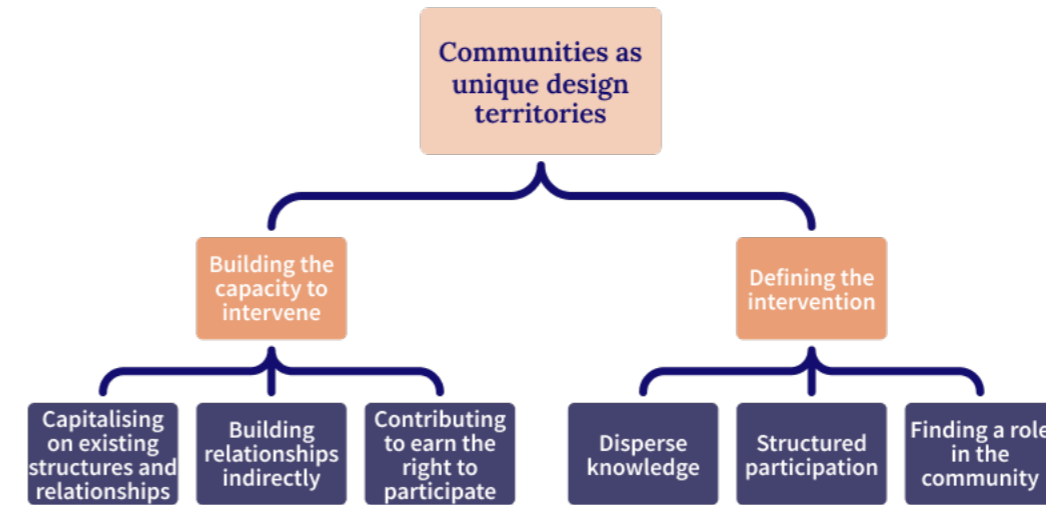 Communities as
unique design
territories
Building the
capacity to
intervene
Defining the
intervention
Capitalising
on existing
structures and
relationships
Building
relationships
indirectly
Contributing
to earn the
right to
participate
Disperse
knowledge
Structured
participation
Finding a role
in the
community